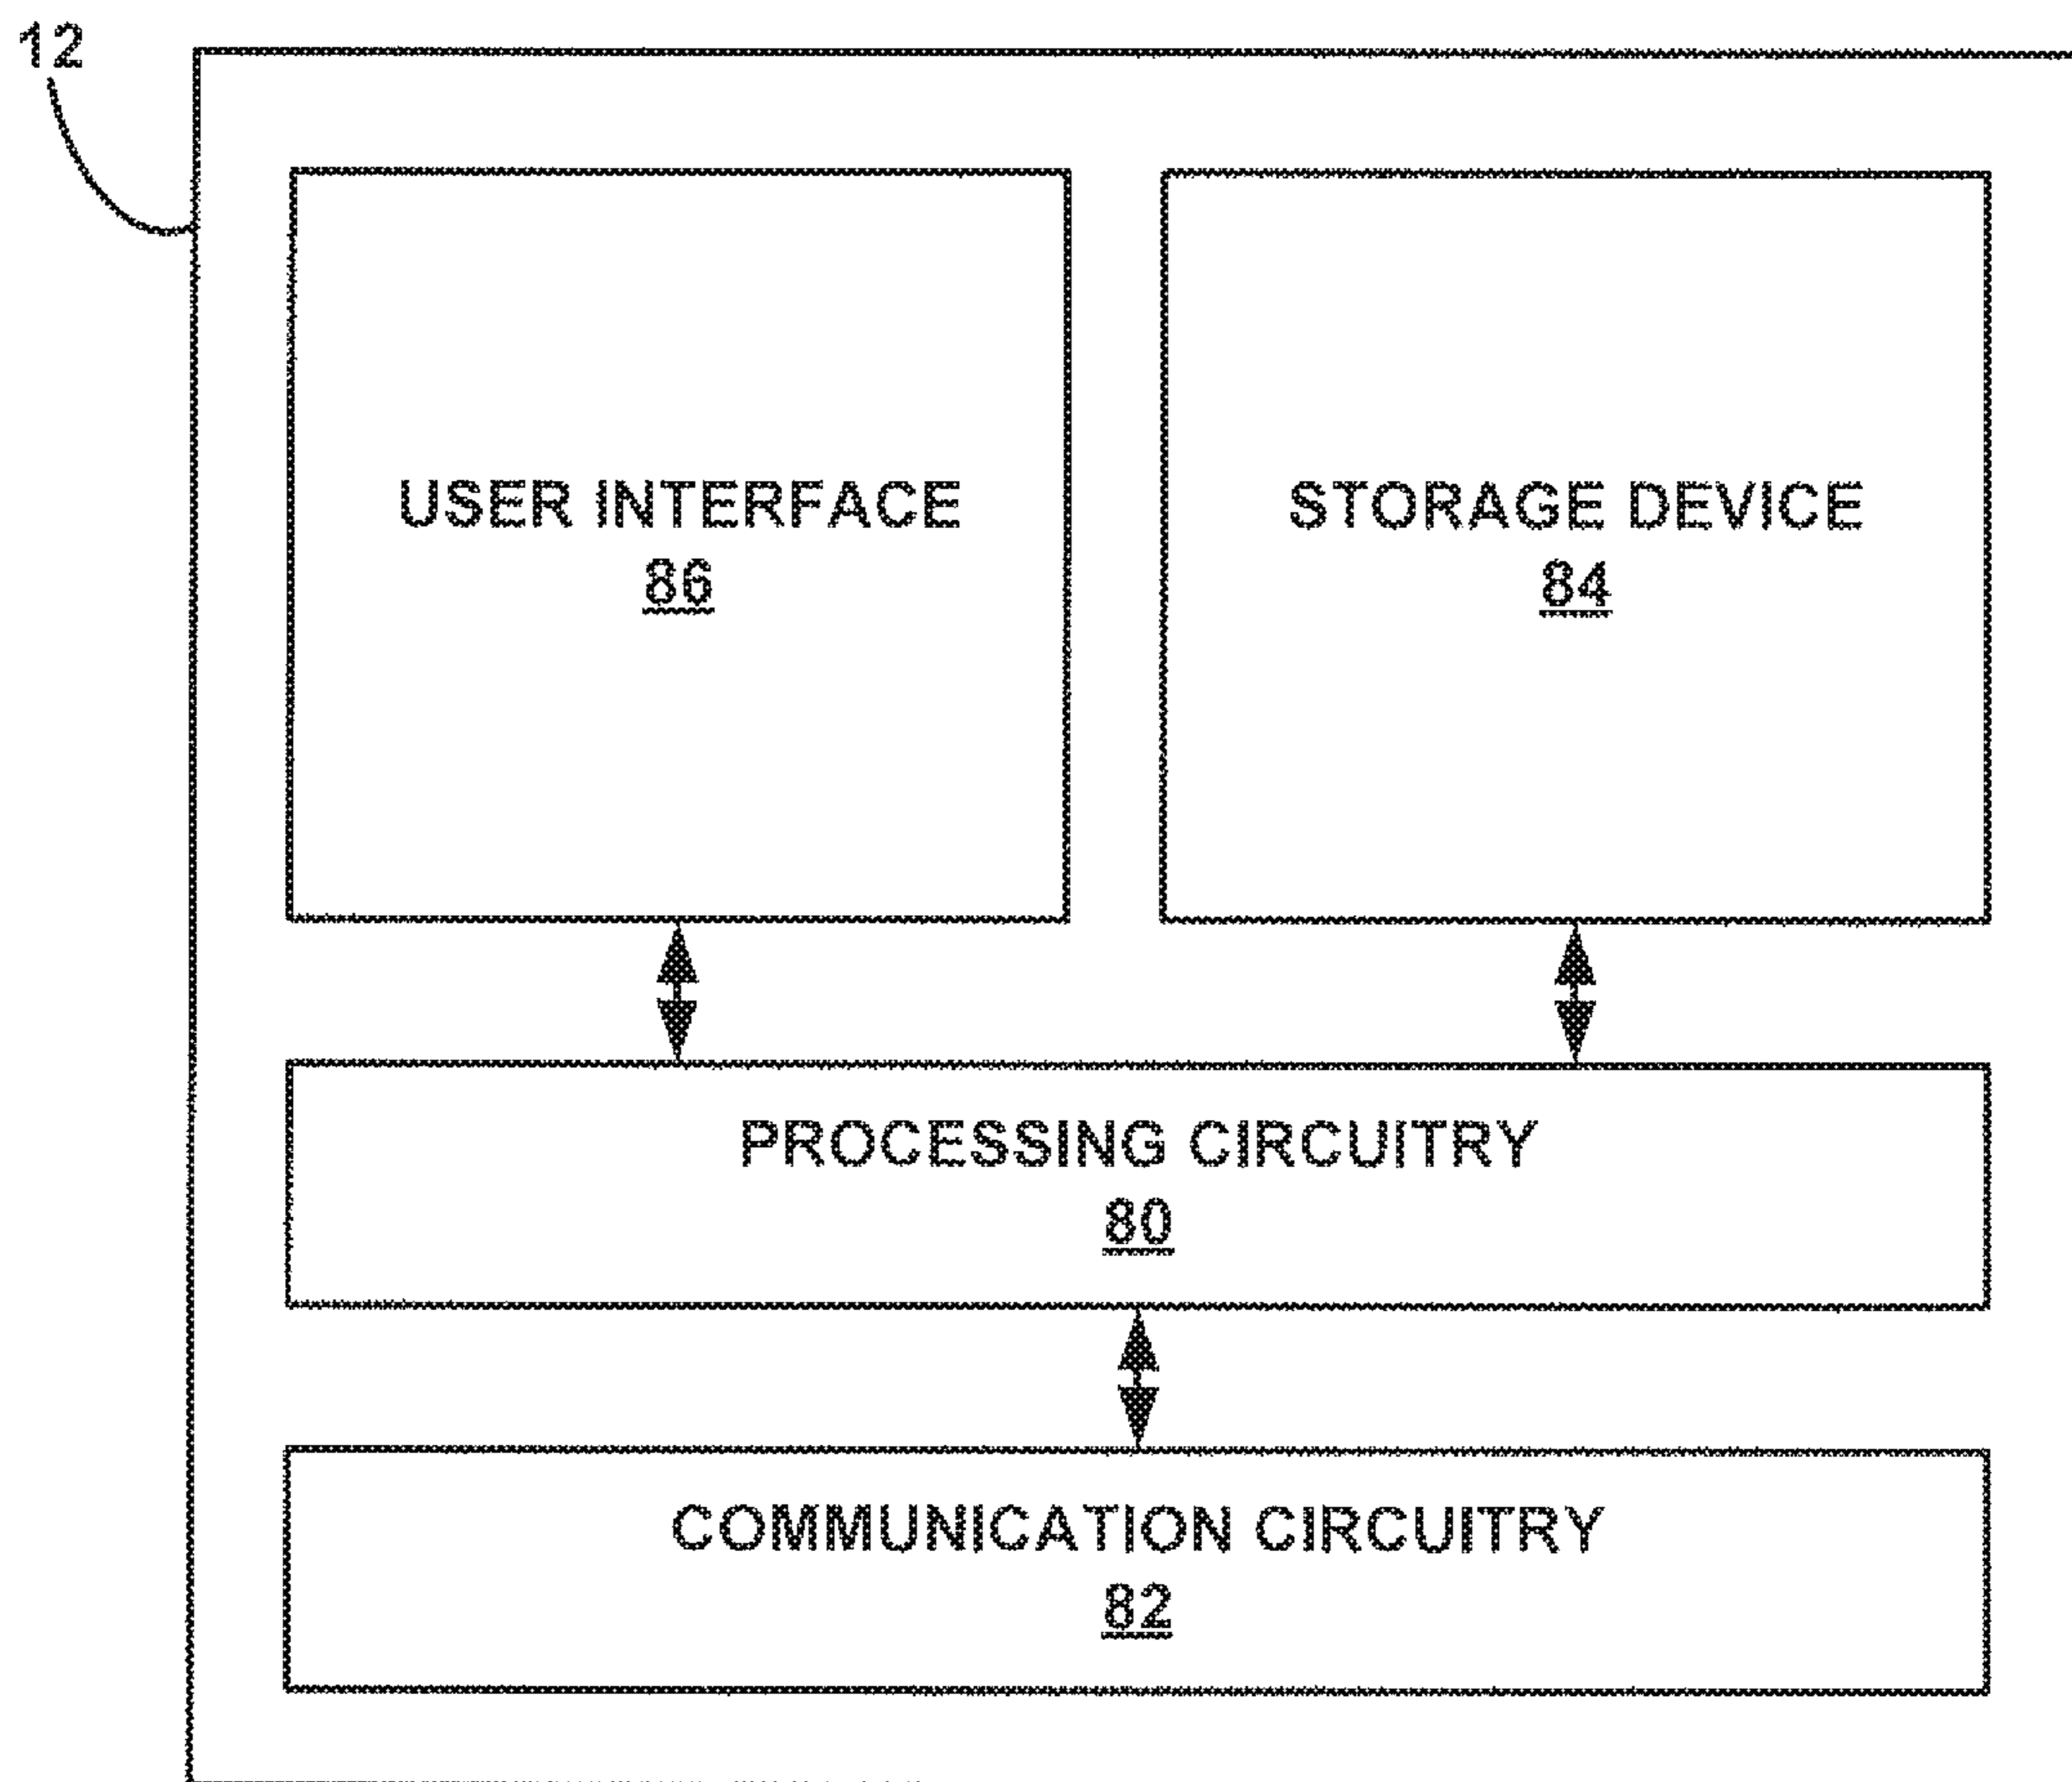 12
USER INTERFACE
86
STORAGE DEVICE
84
PROCESSING CIRCUITRY
80
COMMUNICATION CIRCUITRY
82